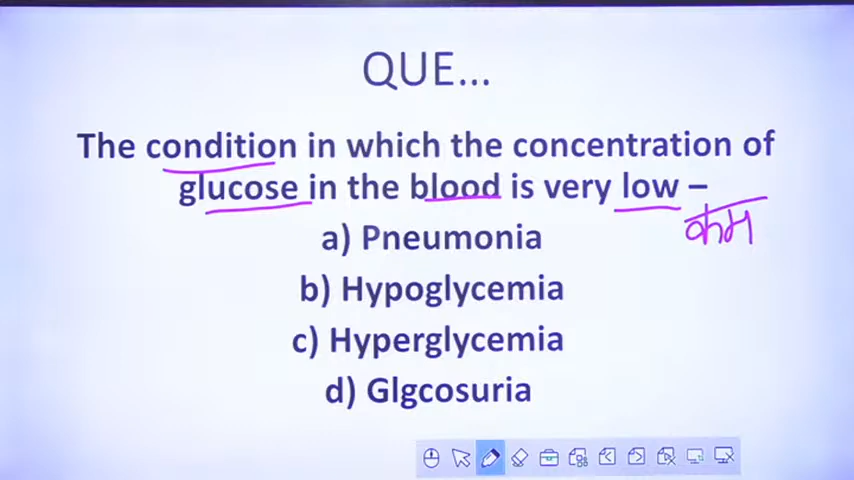 QUE...
The condition in which the concentration of
glucose in the blood is very low –
कम
a) Pneumonia
b) Hypoglycemia
c) Hyperglycemia
d) Glgcosuria